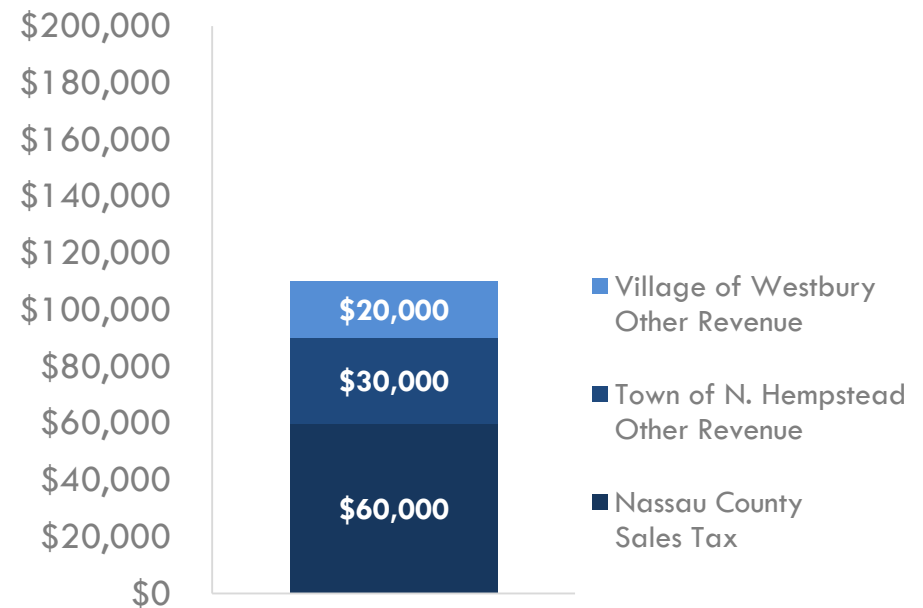 $200,000
$180,000
$160,000
$140,000
$120,000
$100,000
$80,000
$60,000
$40,000
$20,000
$0
$20,000
$30,000
$60,000
Village of Westbury
Other Revenue
Town of N. Hempstead
Other Revenue
Nassau County
Sales Tax